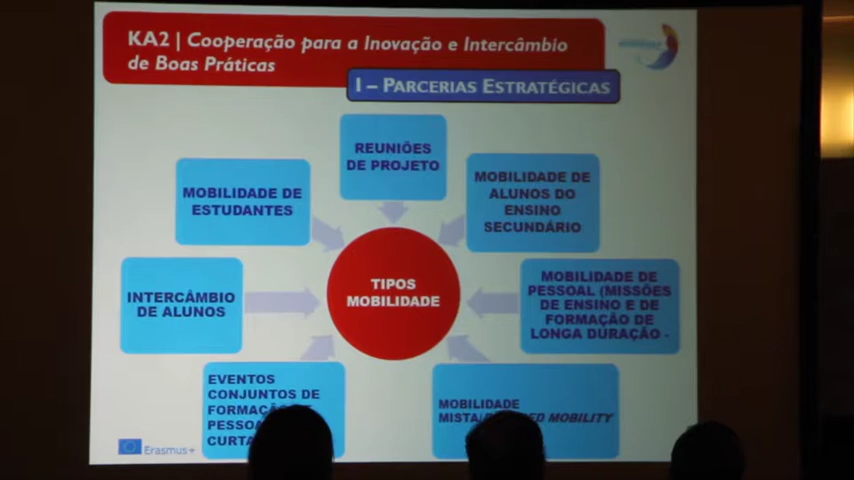 KA2 | Cooperação para a Inovação e Intercâmbio
de Boas Práticas
I – PARCERIAS ESTRATÉGICAS
REUNIÕES
DE PROJETO
MOBILIDADE DE
ESTUDANTES
MOBILIDADE DE
ALUNOS DO
ENSINO
SECUNDÁRIO
INTERCÂMBIO
DE ALUNOS
TIPOS
MOBILIDADE
MOBILIDADE DE
PESSOAL (MISSÕES
DE ENSINO E DE
FORMAÇÃO DE
LONGA DURAÇÃO -
EVENTOS
CONJUNTOS DE
MOBILIDADE
MISTA/ MOBILITY
Erasmus+